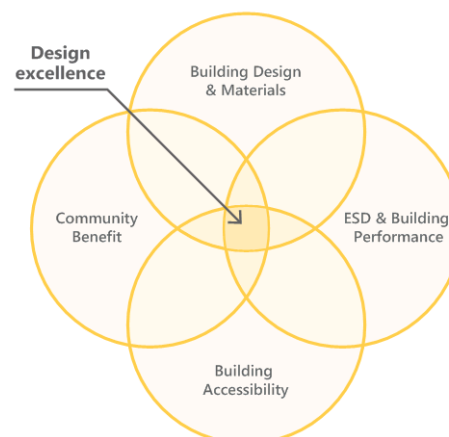 Design
excellence
Building Design
& Materials
Community
Benefit
ESD & Building
Performance
Building
Accessibility